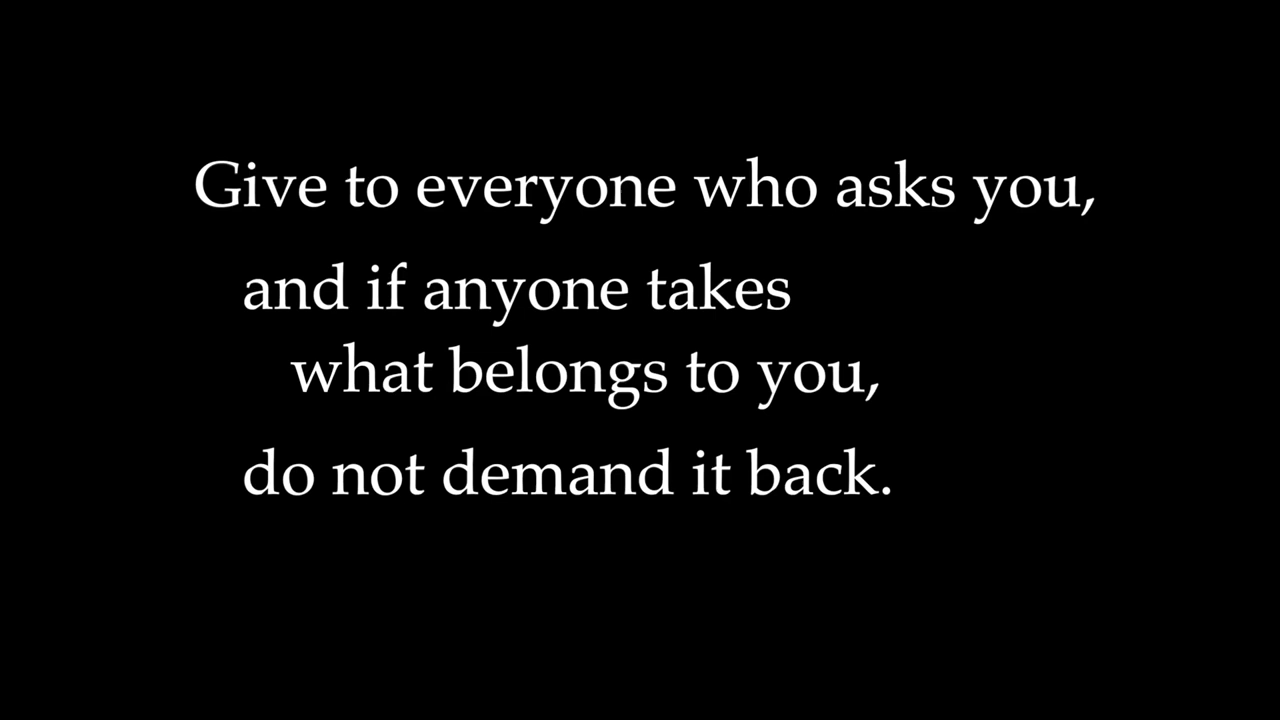 Give to everyone who asks you,
and if anyone takes
what belongs to you,
do not demand it back.